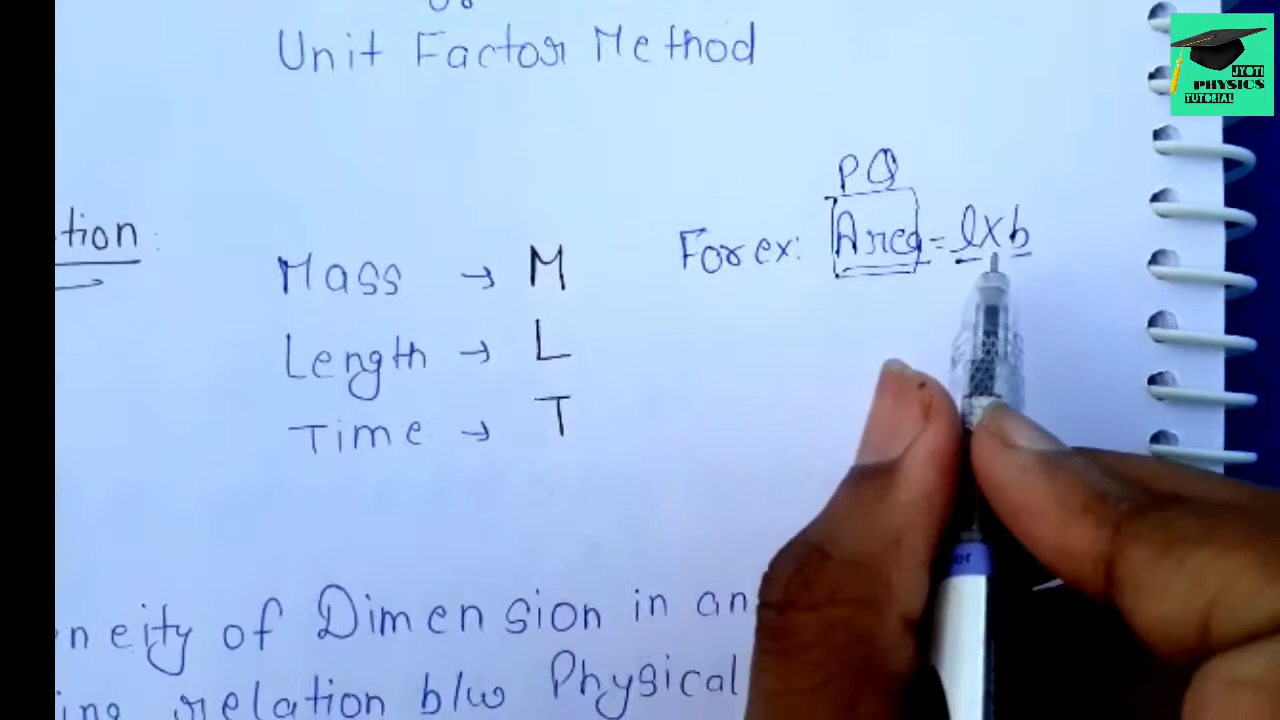 Unit Factor Method
JYOTI
PHYSICS
TUTORIAL
PQ
tion :
For ex: Area = l x b
Mass → M
Length → L
Time → T
neity of Dimension in an
relation b/w Physical